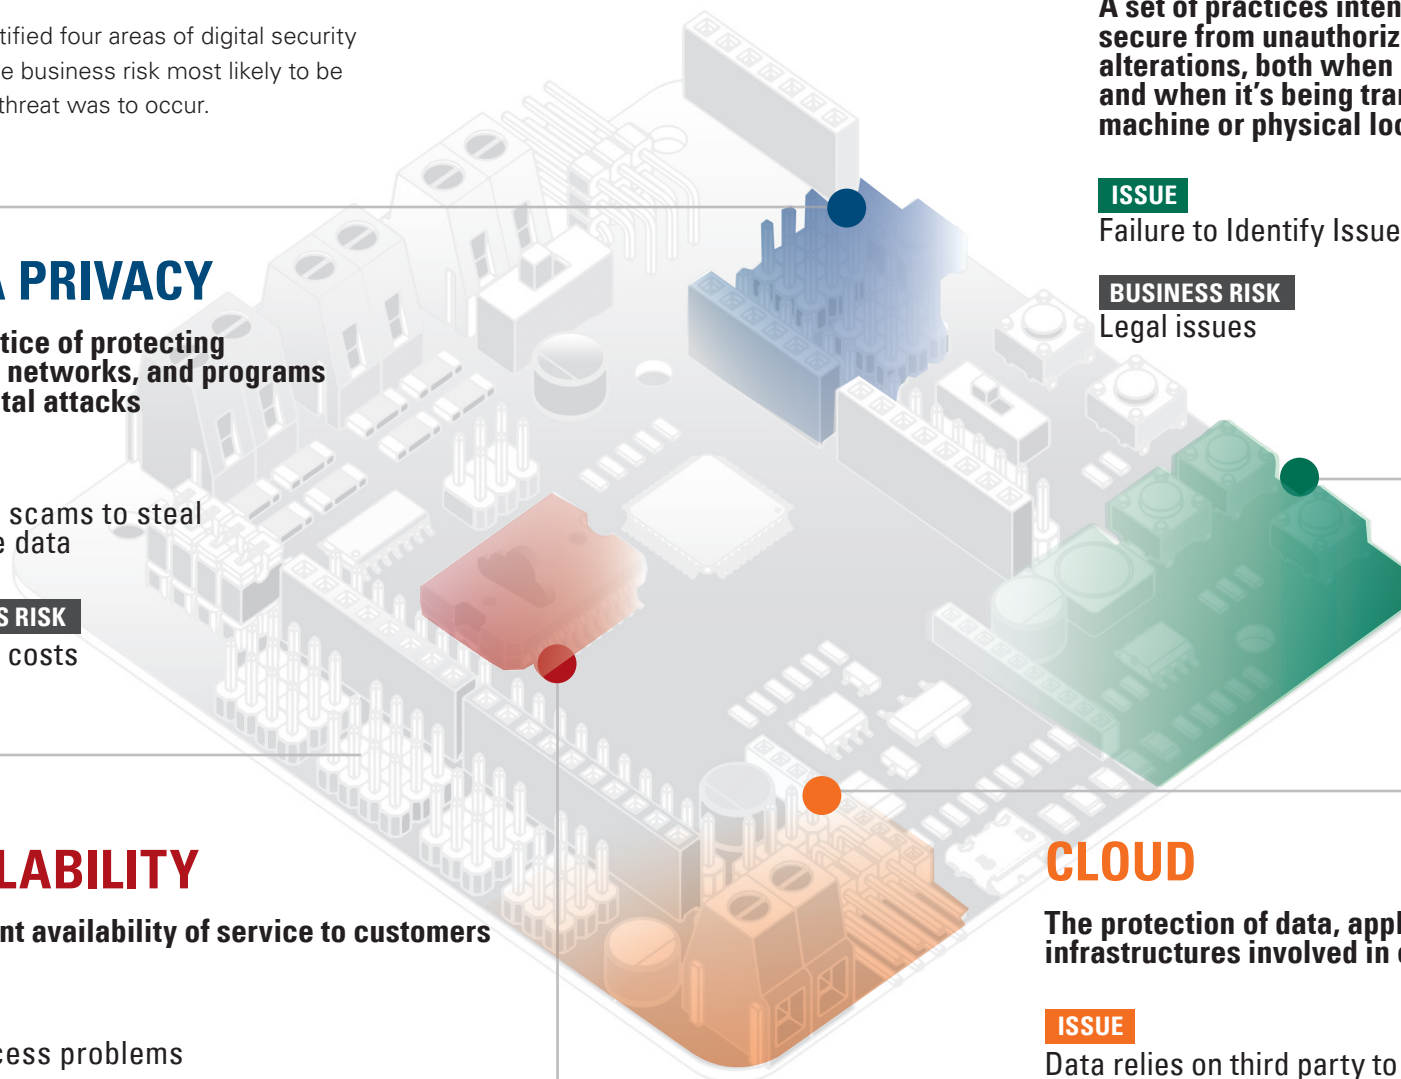 tified four areas of digital security
e business risk most likely to be
threat was to occur.
A PRIVACY
tice of protecting
networks, and programs
tal attacks
scams to steal
e data
S RISK
costs
LABILITY
nt availability of service to customers
cess problems
A set of practices inten
secure from unauthoriz
alterations, both when
and when it's being tran
machine or physical loc
ISSUE
Failure to Identify Issue
BUSINESS RISK
Legal issues
CLOUD
The protection of data, appl
infrastructures involved in c
ISSUE
Data relies on third party to